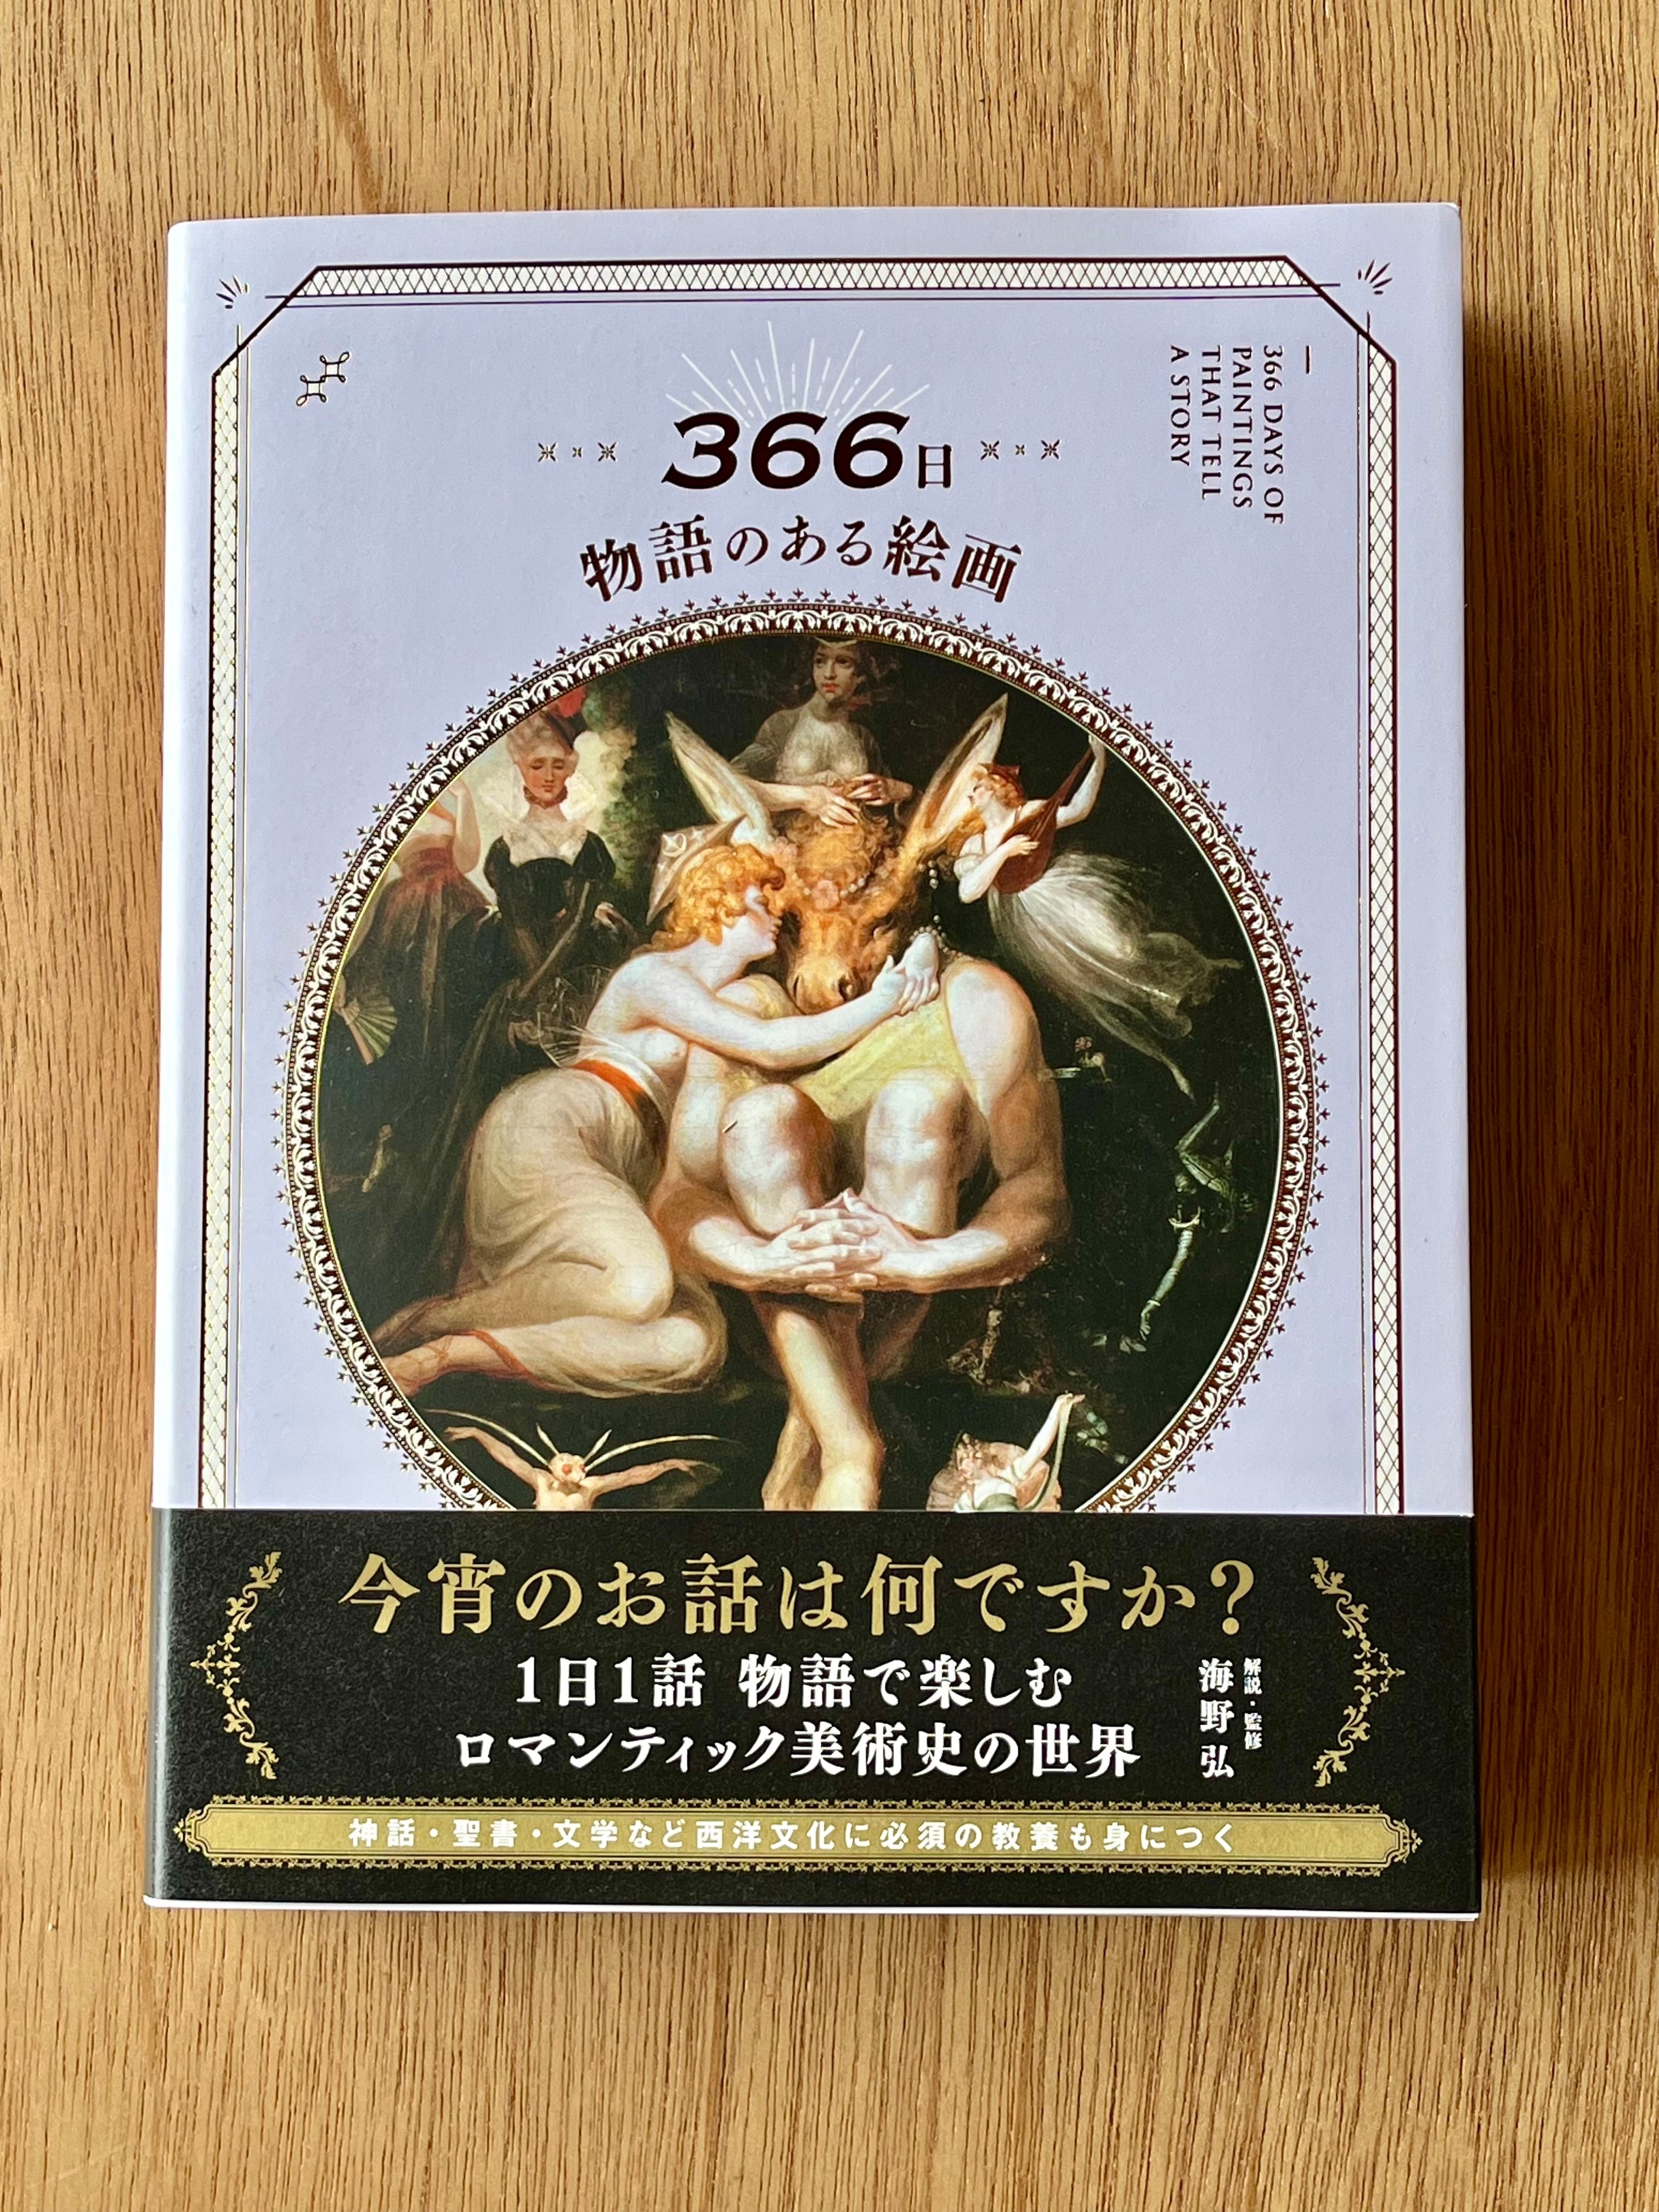 366日
物語のある絵画
366 DAYS OF
PAINTINGS
THAT TELL
A STORY
今宵のお話は何ですか?
1日1話 物語で楽しむ
ロマンティック美術史の世界
解説・監修
海野弘
神話・聖書・文学など西洋文化に必須の教養も身につく